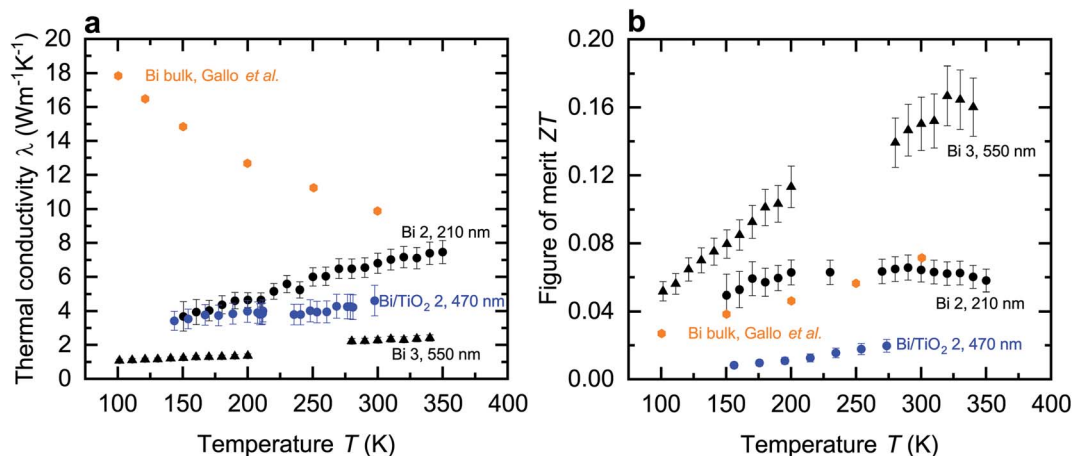 a
20
18
16
14
12
10
8
6
4
2
0
Thermal conductivity λ (Wm⁻¹K⁻¹)
Bi bulk, Gallo et al.
Bi 2, 210 nm
Bi/TiO₂ 2, 470 nm
Bi 3, 550 nm
100 150 200 250 300 350 400
Temperature T (K)
b
0.20
0.16
0.12
0.08
0.04
0.00
Figure of merit ZT
Bi 3, 550 nm
Bi 2, 210 nm
Bi bulk, Gallo et al.
Bi/TiO₂ 2, 470 nm
100 150 200 250 300 350 400
Temperature T (K)